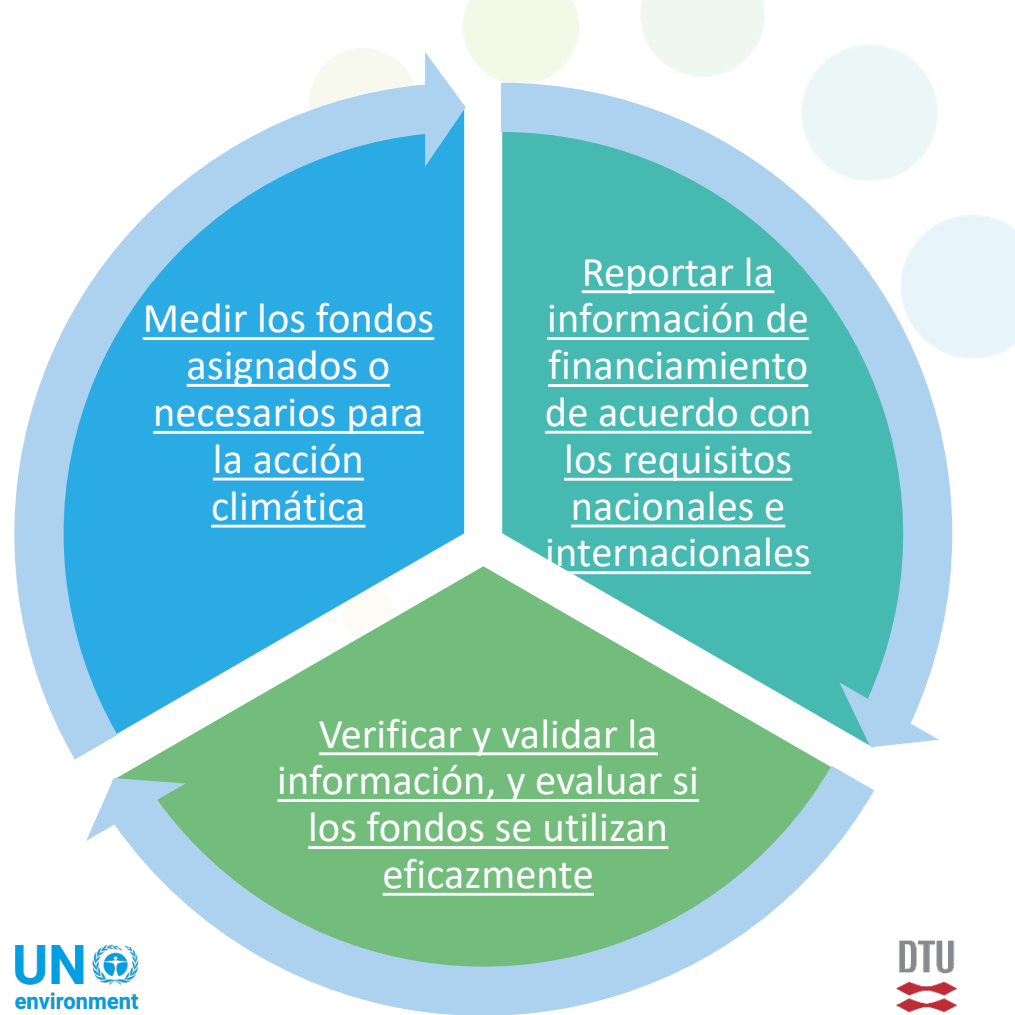 Medir los fondos
asignados o
necesarios para
la acción
climática
Reportar la
información de
financiamiento
de acuerdo con
los requisitos
nacionales e
internacionales
Verificar y validar la
información, y evaluar si
los fondos se utilizan
eficazmente
UN
environment
DTU